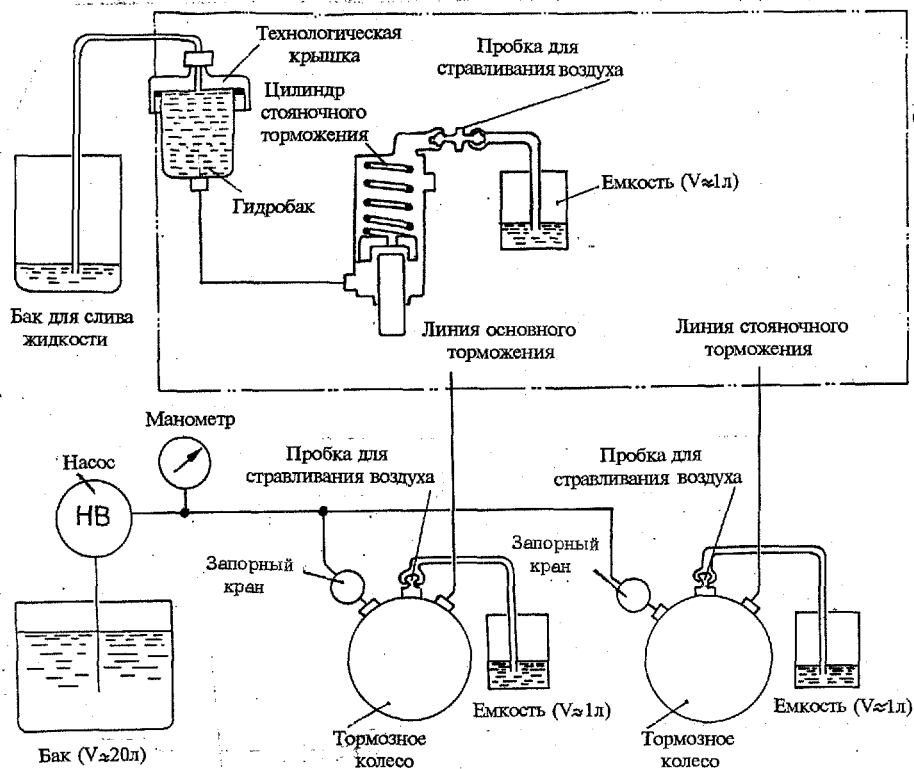 Технологическая
крышка
Пробка для
стравливания воздуха
Цилиндр
стояночного
торможения
Емкость (V≈1л)
Гидробак
Бак для слива
жидкости
Линия основного
торможения
Линия стояночного
торможения
Манометр
Насос
НВ
Пробка для
стравливания воздуха
Пробка для
стравливания воздуха
Запорный
кран
Запорный
кран
Емкость (V≈1л)
Емкость (V≈1л)
Тормозное
колесо
Тормозное
колесо
Бак (V≈20л)